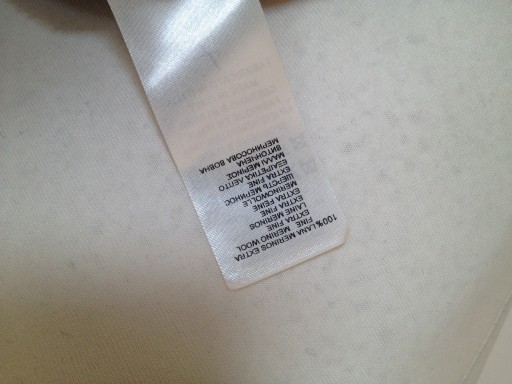 100% LANA MERINOS EXTRA
FINE MERINO WOOL
EXTRA FINE
LAINE MERINOS
EXTRA FINE
EXTRA FEINE
MERINOWOLLE
ШЕРСТЬ МЕРИНОС
EXTRA FINE
ΕΞΑΙΡΕΤΙΚΑ ΛΕΠΤΟ
ΜΑΛΛΙ ΜΕΡΙΝΟΣ
ВИТОНЧЕНА
МЕРИНОСОВА ВОВНА